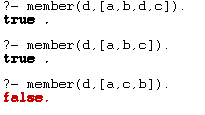 ?- member(d,[a,b,d,c]).
true .
?- member(d,[a,b,c]).
true .
?- member(d,[a,c,b]).
false.